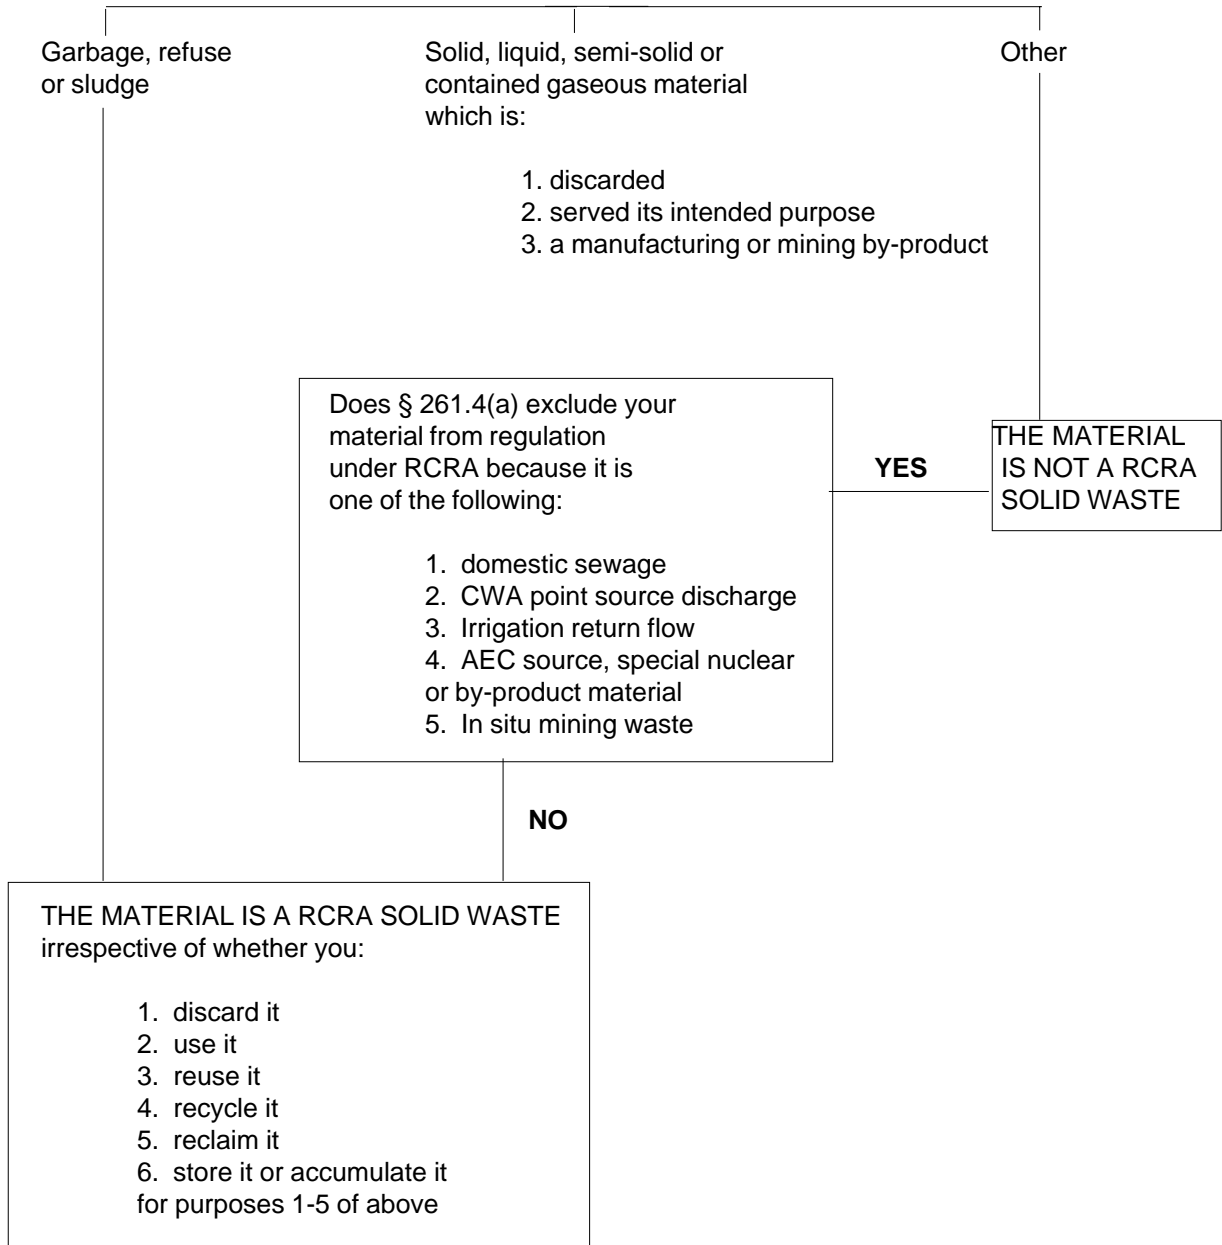 Garbage, refuse
or sludge
Solid, liquid, semi-solid or
contained gaseous material
which is:
1. discarded
2. served its intended purpose
3. a manufacturing or mining by-product
Other
Does § 261.4(a) exclude your
material from regulation
under RCRA because it is
one of the following:
1. domestic sewage
2. CWA point source discharge
3. Irrigation return flow
4. AEC source, special nuclear
or by-product material
5. In situ mining waste
YES
THE MATERIAL
IS NOT A RCRA
SOLID WASTE
NO
THE MATERIAL IS A RCRA SOLID WASTE
irrespective of whether you:
1. discard it
2. use it
3. reuse it
4. recycle it
5. reclaim it
6. store it or accumulate it
for purposes 1-5 of above